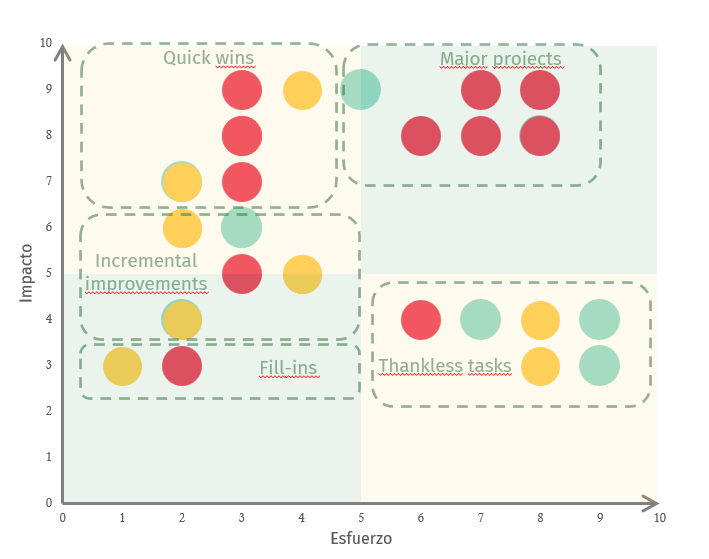 10
Quick wins
Major projects
9
8
7
6
Incremental
improvements
5
4
3
Fill-ins
Thankless tasks
2
1
0
Impacto
0 1 2 3 4 5 6 7 8 9 10
Esfuerzo